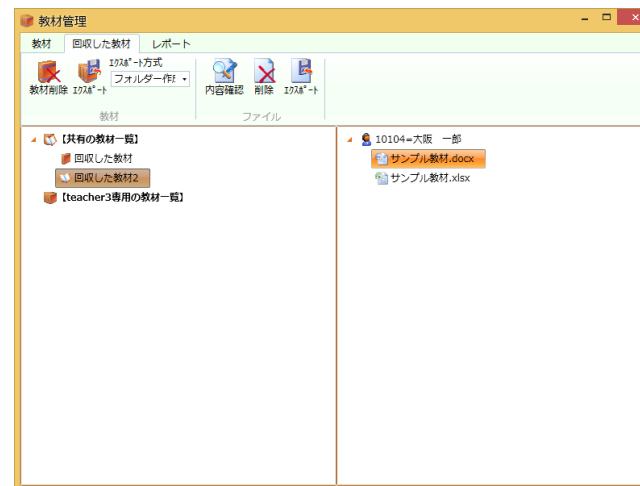 教材管理
教材 回収した教材 レポート
ｴｸｽﾎﾟｰﾄ方式
教材削除 ｴｸｽﾎﾟｰﾄ フォルダー作
内容確認 削除 ｴｸｽﾎﾟｰﾄ
教材 ファイル
【共有の教材一覧】
回収した教材
回収した教材2
【teacher3専用の教材一覧】
10104=大阪　一郎
サンプル教材.docx
サンプル教材.xlsx